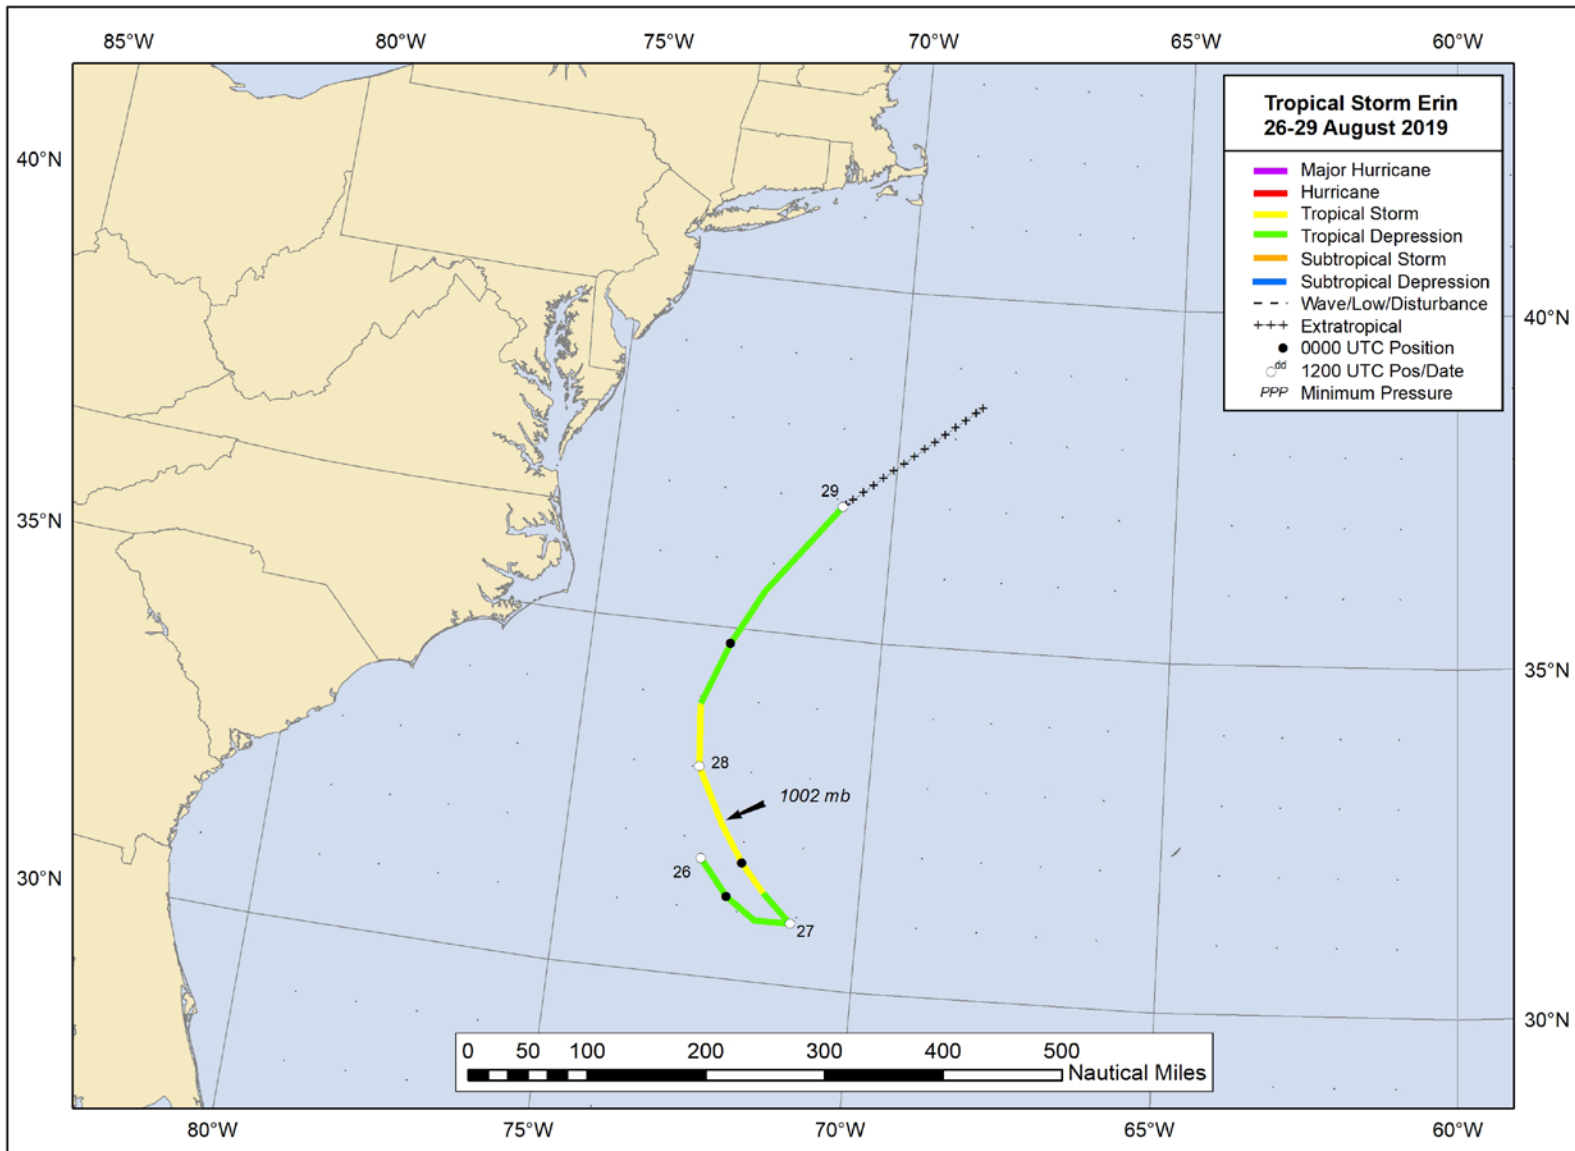 85°W 80°W 75°W 70°W 65°W 60°W
Tropical Storm Erin
26-29 August 2019
Major Hurricane
Hurricane
Tropical Storm
Tropical Depression
Subtropical Storm
Subtropical Depression
Wave/Low/Disturbance
Extratropical
0000 UTC Position
dd 1200 UTC Pos/Date
PPP Minimum Pressure
40°N
40°N
29
35°N
35°N
28
1002 mb
26
30°N
27
30°N
0 50 100 200 300 400 500
Nautical Miles
80°W 75°W 70°W 65°W 60°W